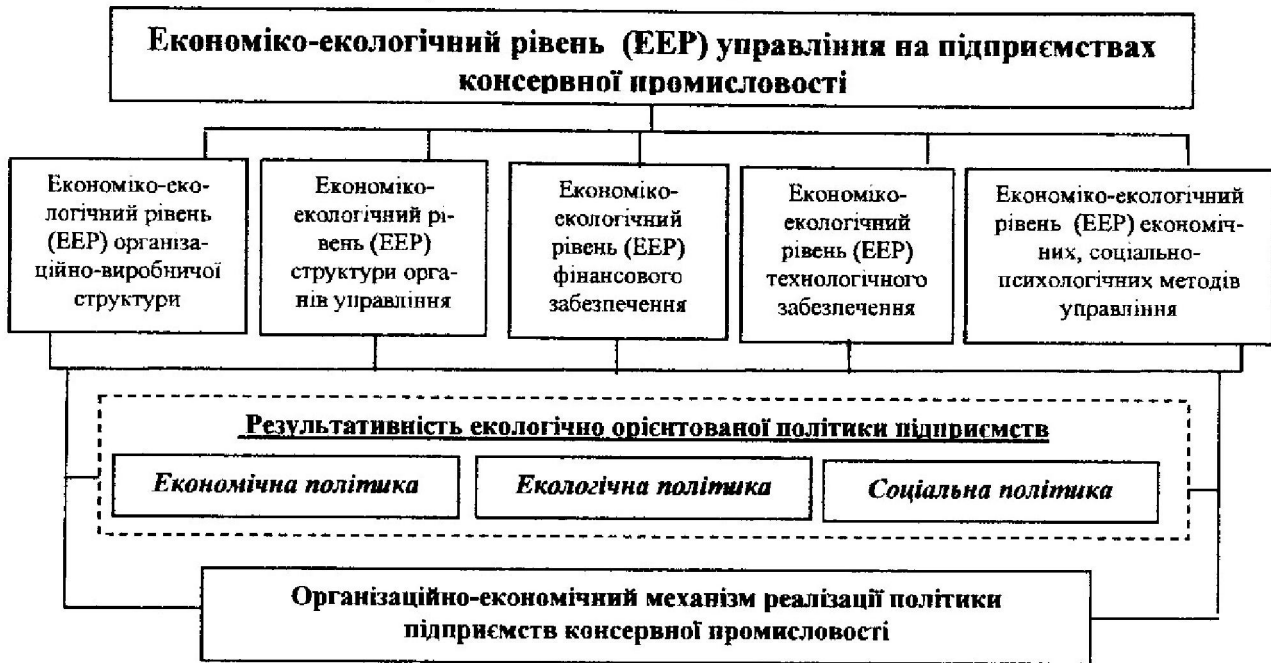 Економіко-екологічний рівень (ЕЕР) управління на підприємствах
консервної промисловості
Економіко-еко-
логічний рівень
(ЕЕР) організа-
ційно-виробничої
структури
Економіко-
екологічний рі-
вень (ЕЕР)
структури орга-
нів управління
Економіко-
екологічний
рівень (ЕЕР)
фінансового
забезпечення
Економіко-
екологічний
рівень (ЕЕР)
технологічного
забезпечення
Економіко-екологічний
рівень (ЕЕР) економіч-
них, соціально-
психологічних методів
управління
Результативність екологічно орієнтованої політики підприємств
Економічна політика
Екологічна політика
Соціальна політика
Організаційно-економічний механізм реалізації політики
підприємств консервної промисловості